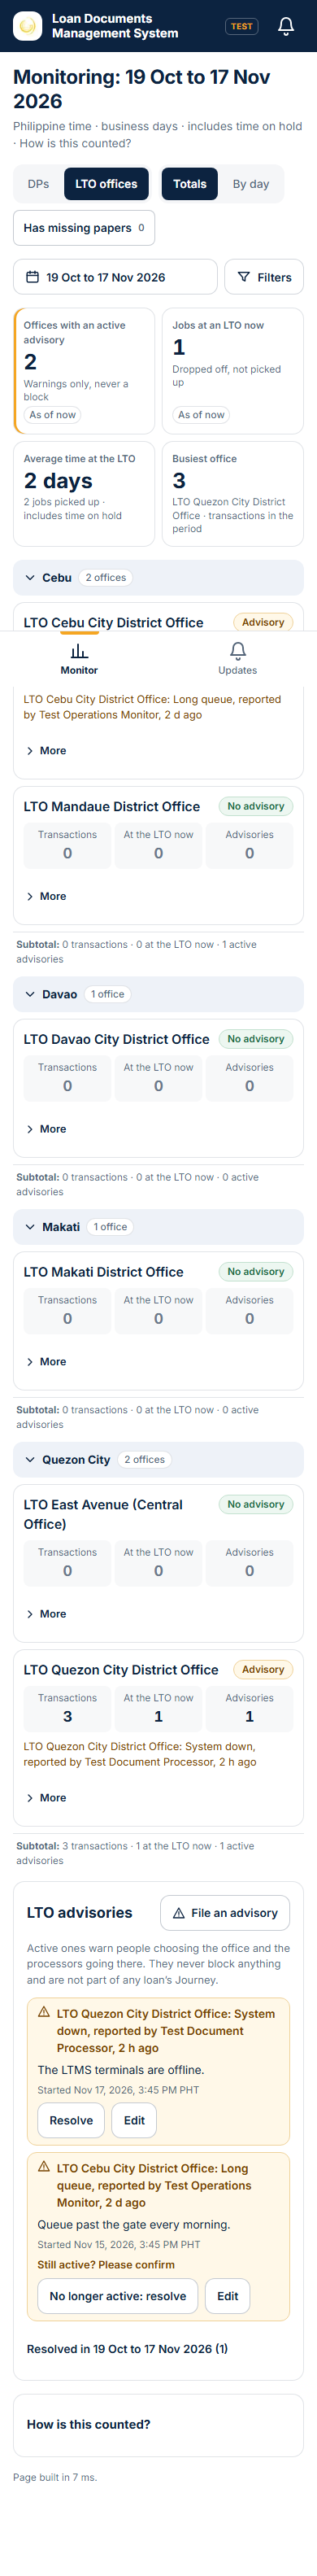 Loan Documents
Management System
TEST
Monitoring: 19 Oct to 17 Nov
2026
Philippine time · business days · includes time on hold
· How is this counted?
DPs
LTO offices
Totals
By day
Has missing papers 0
19 Oct to 17 Nov 2026
Filters
Offices with an active
advisory
2
Warnings only, never a
block
As of now
Jobs at an LTO now
1
Dropped off, not picked
up
As of now
Average time at the LTO
2 days
2 jobs picked up ·
includes time on hold
Busiest office
3
LTO Quezon City District
Office · transactions in the
period
Cebu 2 offices
LTO Cebu City District Office Advisory
Monitor
Updates
LTO Cebu City District Office: Long queue, reported
by Test Operations Monitor, 2 d ago
More
LTO Mandaue District Office No advisory
Transactions At the LTO now Advisories
0 0 0
More
Subtotal: 0 transactions · 0 at the LTO now · 1 active
advisories
Davao 1 office
LTO Davao City District Office No advisory
Transactions At the LTO now Advisories
0 0 0
More
Subtotal: 0 transactions · 0 at the LTO now · 0 active
advisories
Makati 1 office
LTO Makati District Office No advisory
Transactions At the LTO now Advisories
0 0 0
More
Subtotal: 0 transactions · 0 at the LTO now · 0 active
advisories
Quezon City 2 offices
LTO East Avenue (Central
Office)
No advisory
Transactions At the LTO now Advisories
0 0 0
More
LTO Quezon City District Office Advisory
Transactions At the LTO now Advisories
3 1 1
LTO Quezon City District Office: System down,
reported by Test Document Processor, 2 h ago
More
Subtotal: 3 transactions · 1 at the LTO now · 1 active
advisories
LTO advisories
File an advisory
Active ones warn people choosing the office and the
processors going there. They never block anything
and are not part of any loan's Journey.
LTO Quezon City District Office: System
down, reported by Test Document
Processor, 2 h ago
The LTMS terminals are offline.
Started Nov 17, 2026, 3:45 PM PHT
Resolve
Edit
LTO Cebu City District Office: Long
queue, reported by Test Operations
Monitor, 2 d ago
Queue past the gate every morning.
Started Nov 15, 2026, 3:45 PM PHT
Still active? Please confirm
No longer active: resolve
Edit
Resolved in 19 Oct to 17 Nov 2026 (1)
How is this counted?
Page built in 7 ms.